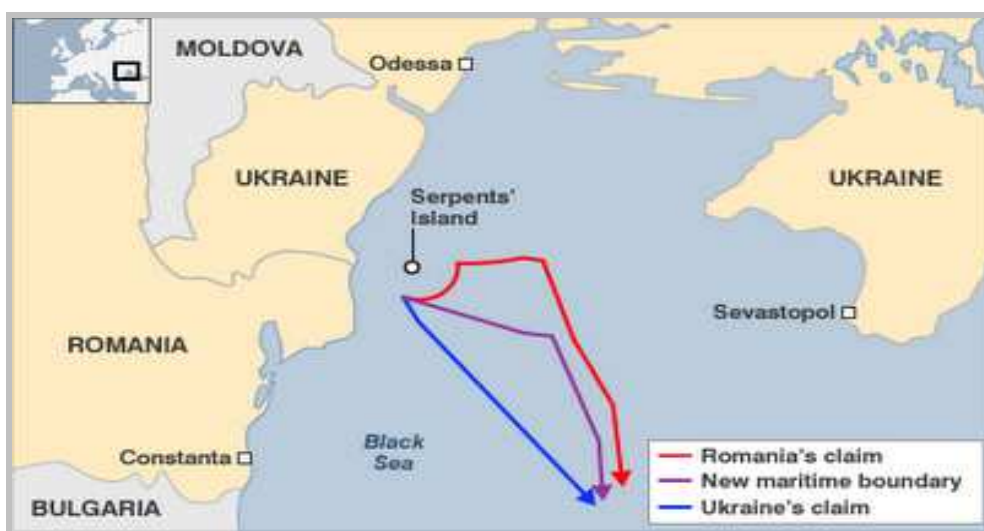 MOLDOVA
Odessa
UKRAINE
UKRAINE
Serpents'
Island
Sevastopol
ROMANIA
Constanta
Black
Sea
BULGARIA
Romania's claim
New maritime boundary
Ukraine's claim